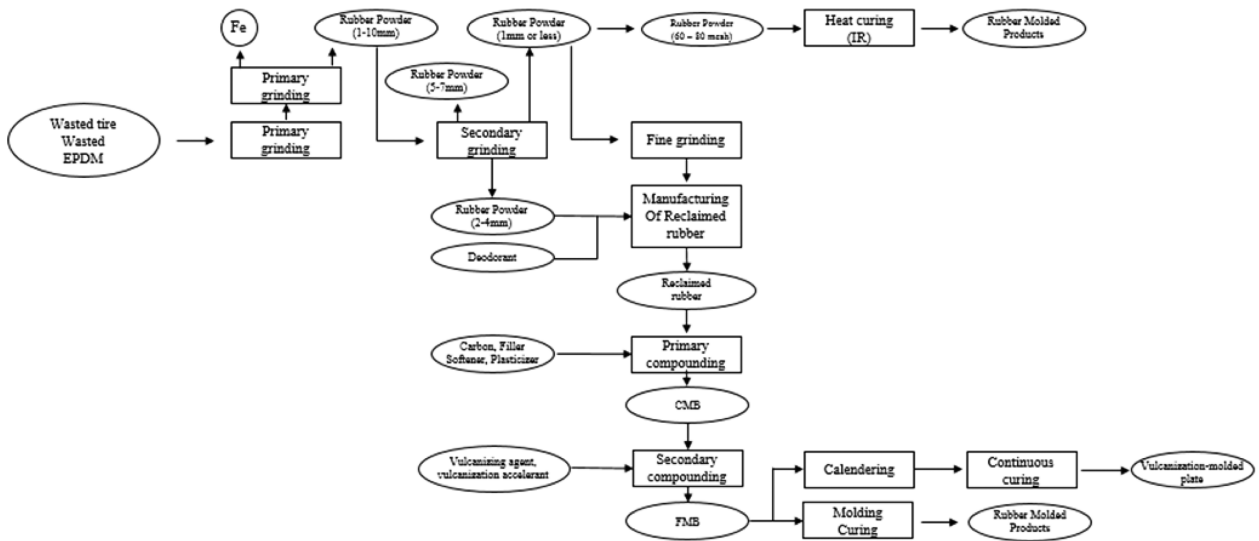 Fe
Rubber Powder
(1-10mm)
Rubber Powder
(1mm or less)
Rubber Powder
(60 – 80 mesh)
Heat curing
(IR)
Rubber Molded
Products
Primary
grinding
Rubber Powder
(5-7mm)
Wasted tire
Wasted
EPDM
Primary
grinding
Secondary
grinding
Fine grinding
Rubber Powder
(2-4mm)
Manufacturing
Of Reclaimed
rubber
Deodorant
Reclaimed
rubber
Carbon, Filler
Softener, Plasticizer
Primary
compounding
CMB
Vulcanizing agent,
vulcanization accelerant
Secondary
compounding
Calendering
Continuous
curing
Vulcanization-molded
plate
FMB
Molding
Curing
Rubber Molded
Products